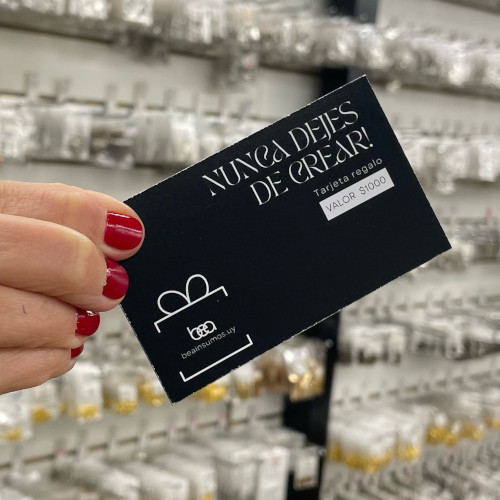 NUNCA DEJES
DE CREAR!
Tarjeta regalo
VALOR $1000
bea
beainsumos.uy